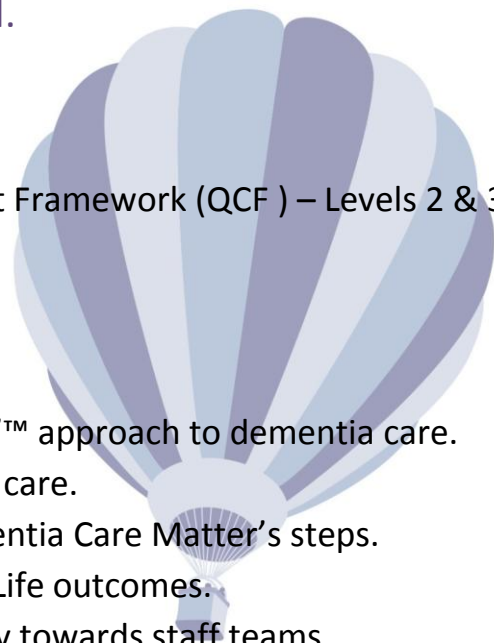 t Framework (QCF ) – Levels 2 & 3
™ approach to dementia care.
care.
entia Care Matter's steps.
Life outcomes.
y towards staff teams